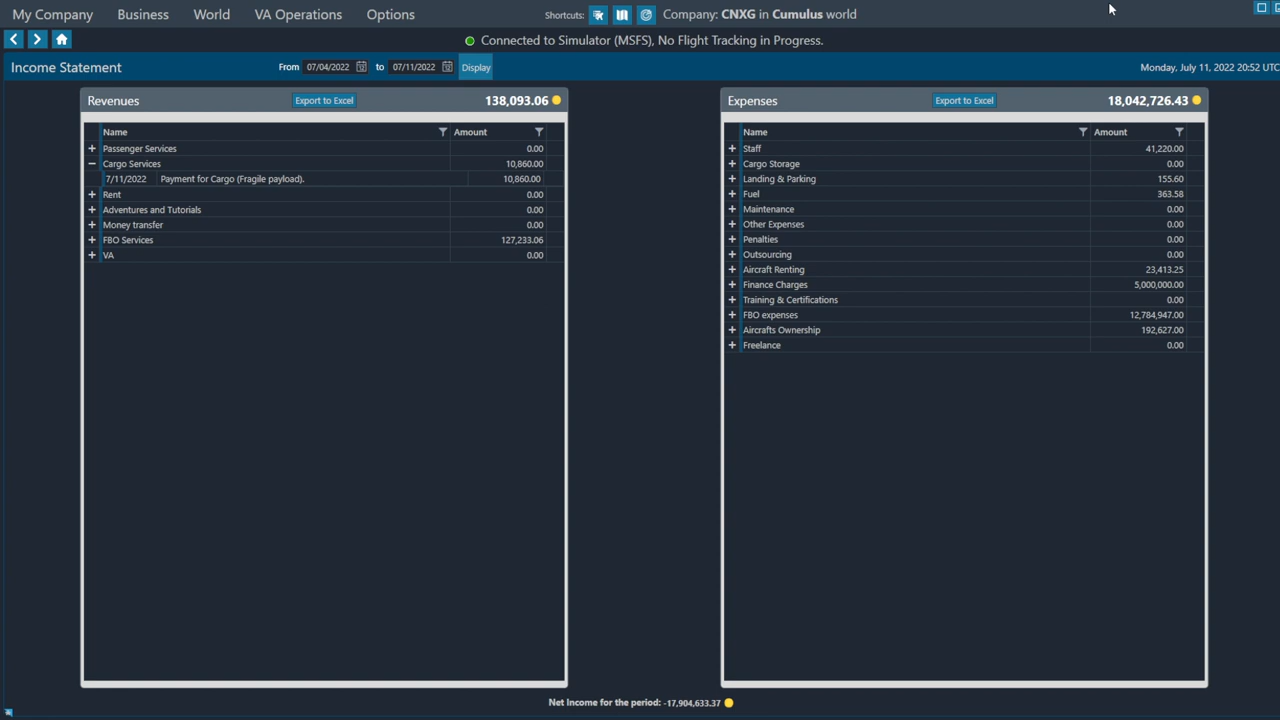 My Company Business World VA Operations Options Shortcuts: Company: CNXG in Cumulus world
Connected to Simulator (MSFS), No Flight Tracking in Progress.
Income Statement From 07/04/2022 to 07/11/2022 Display Monday, July 11, 2022 20:52 UTC
Revenues Export to Excel 138,093.06
Name Amount
Passenger Services 0.00
Cargo Services 10,860.00
7/11/2022 Payment for Cargo (Fragile payload). 10,860.00
Rent 0.00
Adventures and Tutorials 0.00
Money transfer 0.00
FBO Services 127,233.06
VA 0.00
Expenses Export to Excel 18,042,726.43
Name Amount
Staff 41,220.00
Cargo Storage 0.00
Landing & Parking 155.60
Fuel 363.58
Maintenance 0.00
Other Expenses 0.00
Penalties 0.00
Outsourcing 0.00
Aircraft Renting 23,413.25
Finance Charges 5,000,000.00
Training & Certifications 0.00
FBO expenses 12,784,947.00
Aircrafts Ownership 192,627.00
Freelance 0.00
Net Income for the period: -17,904,633.37